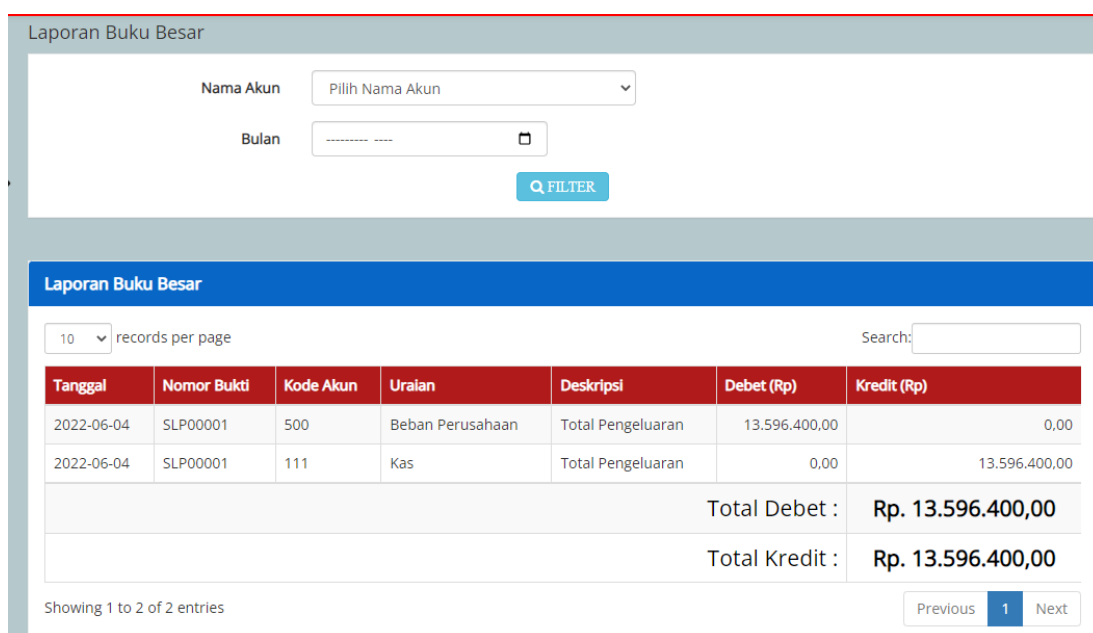 Laporan Buku Besar
Nama Akun Pilih Nama Akun
Bulan --------- ----
FILTER
Laporan Buku Besar
10 records per page Search:
Tanggal Nomor Bukti Kode Akun Uraian Deskripsi Debet (Rp) Kredit (Rp)
2022-06-04 SLP00001 500 Beban Perusahaan Total Pengeluaran 13.596.400,00 0,00
2022-06-04 SLP00001 111 Kas Total Pengeluaran 0,00 13.596.400,00
Total Debet : Rp. 13.596.400,00
Total Kredit : Rp. 13.596.400,00
Showing 1 to 2 of 2 entries Previous 1 Next